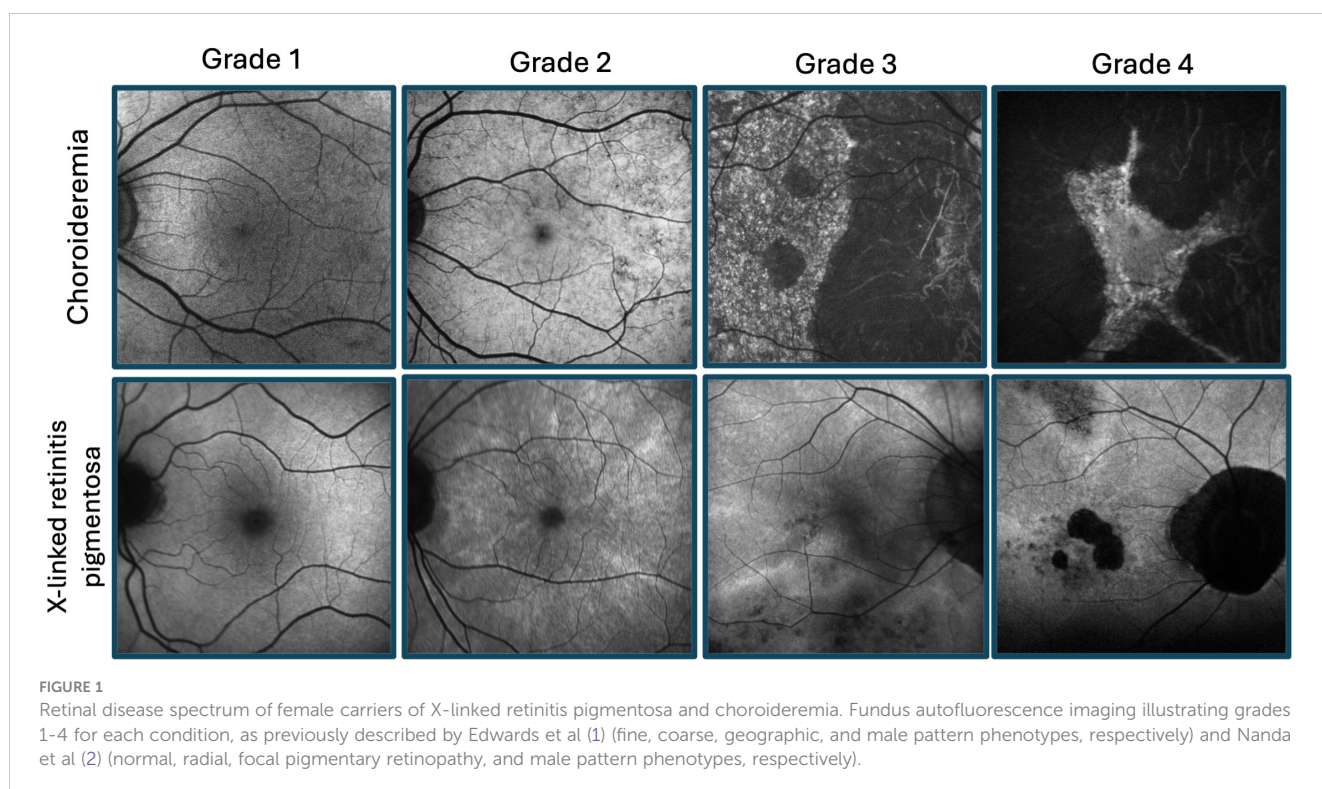 Grade 1
Grade 2
Grade 3
Grade 4
Choroideremia
X-linked retinitis
pigmentosa
FIGURE 1
Retinal disease spectrum of female carriers of X-linked retinitis pigmentosa and choroideremia. Fundus autofluorescence imaging illustrating grades
1-4 for each condition, as previously described by Edwards et al (1) (fine, coarse, geographic, and male pattern phenotypes, respectively) and Nanda
et al (2) (normal, radial, focal pigmentary retinopathy, and male pattern phenotypes, respectively).